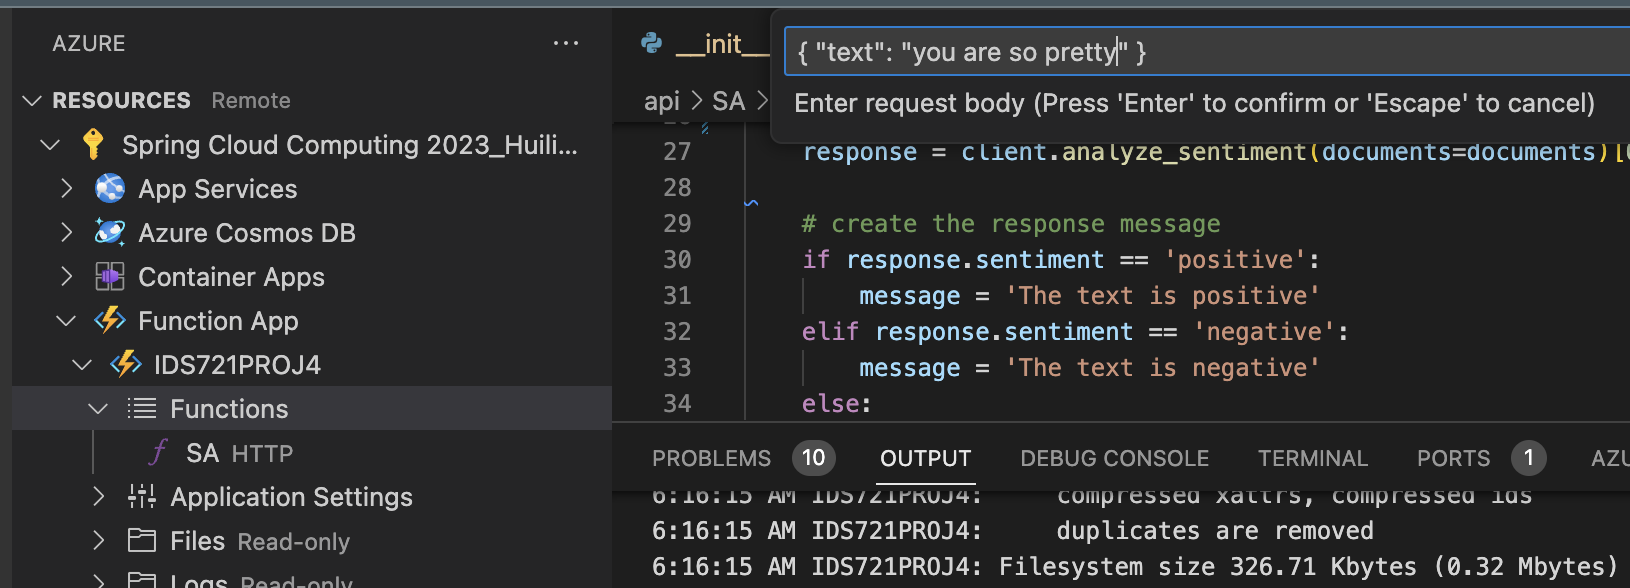 AZURE
RESOURCES Remote
Spring Cloud Computing 2023_Huili...
App Services
Azure Cosmos DB
Container Apps
Function App
IDS721PROJ4
Functions
SA HTTP
Application Settings
Files Read-only
Logs Read-only
__init__
{ "text": "you are so pretty" }
Enter request body (Press 'Enter' to confirm or 'Escape' to cancel)
api > SA >
27 response = client.analyze_sentiment(documents=documents)[
28
29 # create the response message
30 if response.sentiment == 'positive':
31 message = 'The text is positive'
32 elif response.sentiment == 'negative':
33 message = 'The text is negative'
34 else:
PROBLEMS 10 OUTPUT DEBUG CONSOLE TERMINAL PORTS 1
6:16:15 AM IDS721PROJ4: compressed xattrs, compressed ids
6:16:15 AM IDS721PROJ4: duplicates are removed
6:16:15 AM IDS721PROJ4: Filesystem size 326.71 Kbytes (0.32 Mbytes)